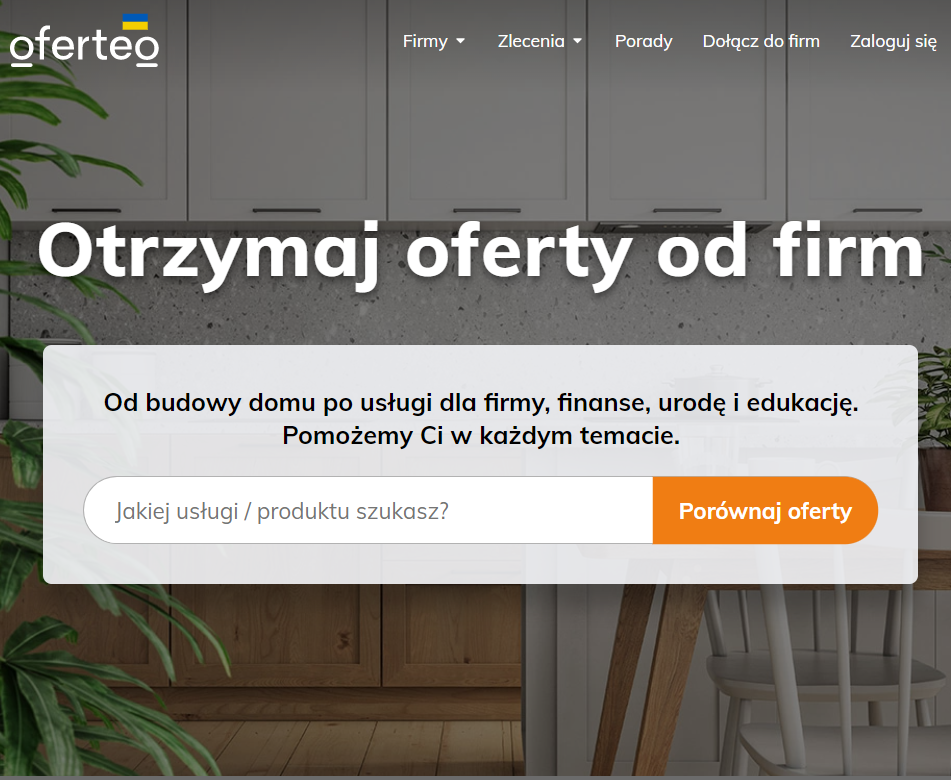 oferteo
Firmy
Zlecenia
Porady
Dołącz do firm
Zaloguj się
Otrzymaj oferty od firm
Od budowy domu po usługi dla firmy, finanse, urodę i edukację.
Pomożemy Ci w każdym temacie.
Jakiej usługi / produktu szukasz?
Porównaj oferty